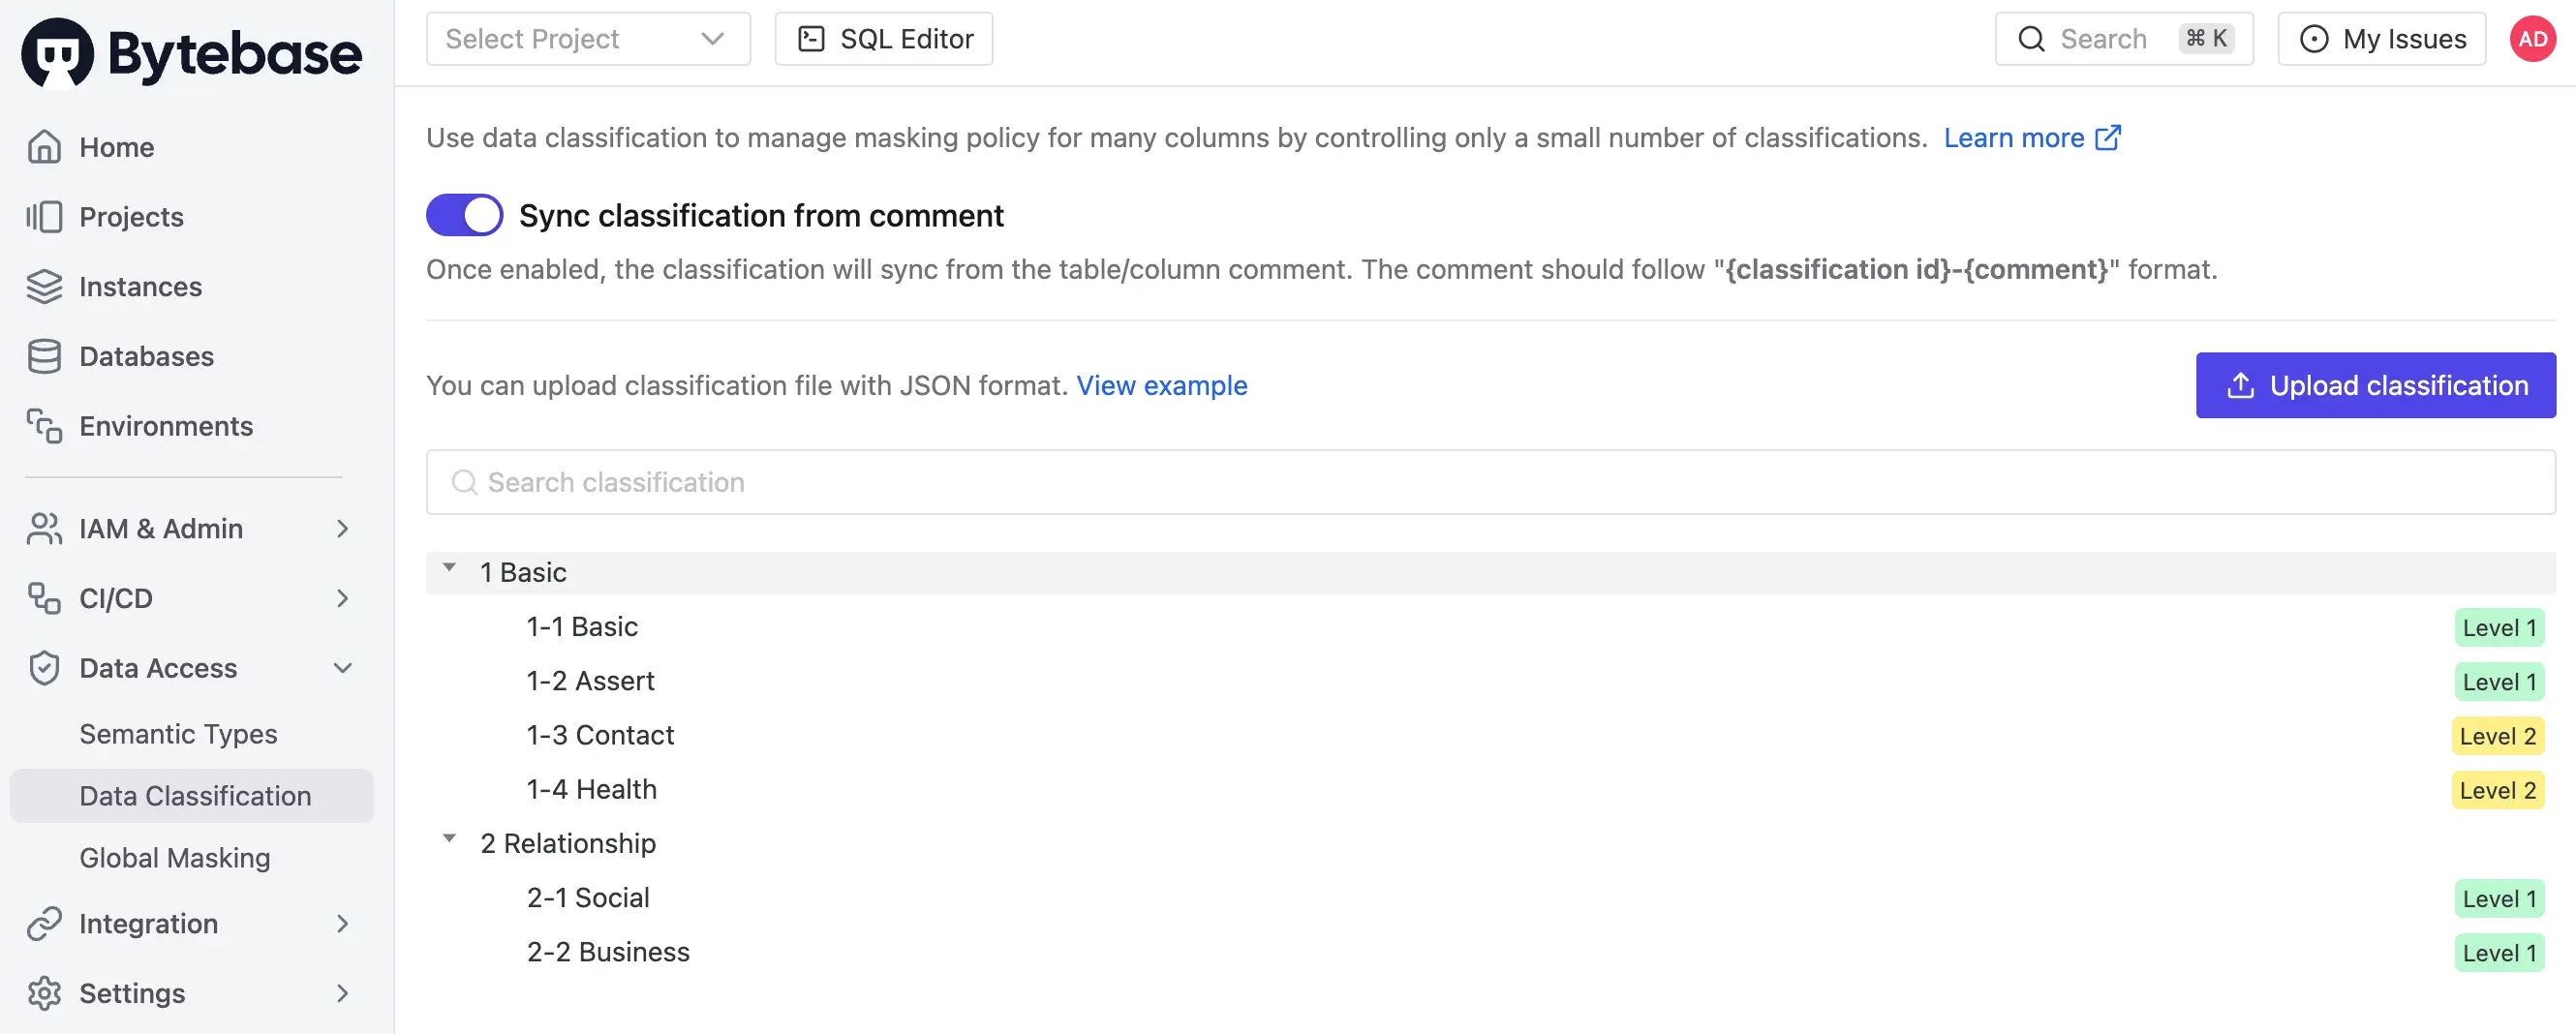 Bytebase
Select Project
SQL Editor
Search ⌘ K
My Issues
AD
Home
Projects
Instances
Databases
Environments
IAM & Admin
CI/CD
Data Access
Semantic Types
Data Classification
Global Masking
Integration
Settings
Use data classification to manage masking policy for many columns by controlling only a small number of classifications. Learn more
Sync classification from comment
Once enabled, the classification will sync from the table/column comment. The comment should follow "{classification id}-{comment}" format.
You can upload classification file with JSON format. View example
Upload classification
Search classification
1 Basic
1-1 Basic Level 1
1-2 Assert Level 1
1-3 Contact Level 2
1-4 Health Level 2
2 Relationship
2-1 Social Level 1
2-2 Business Level 1